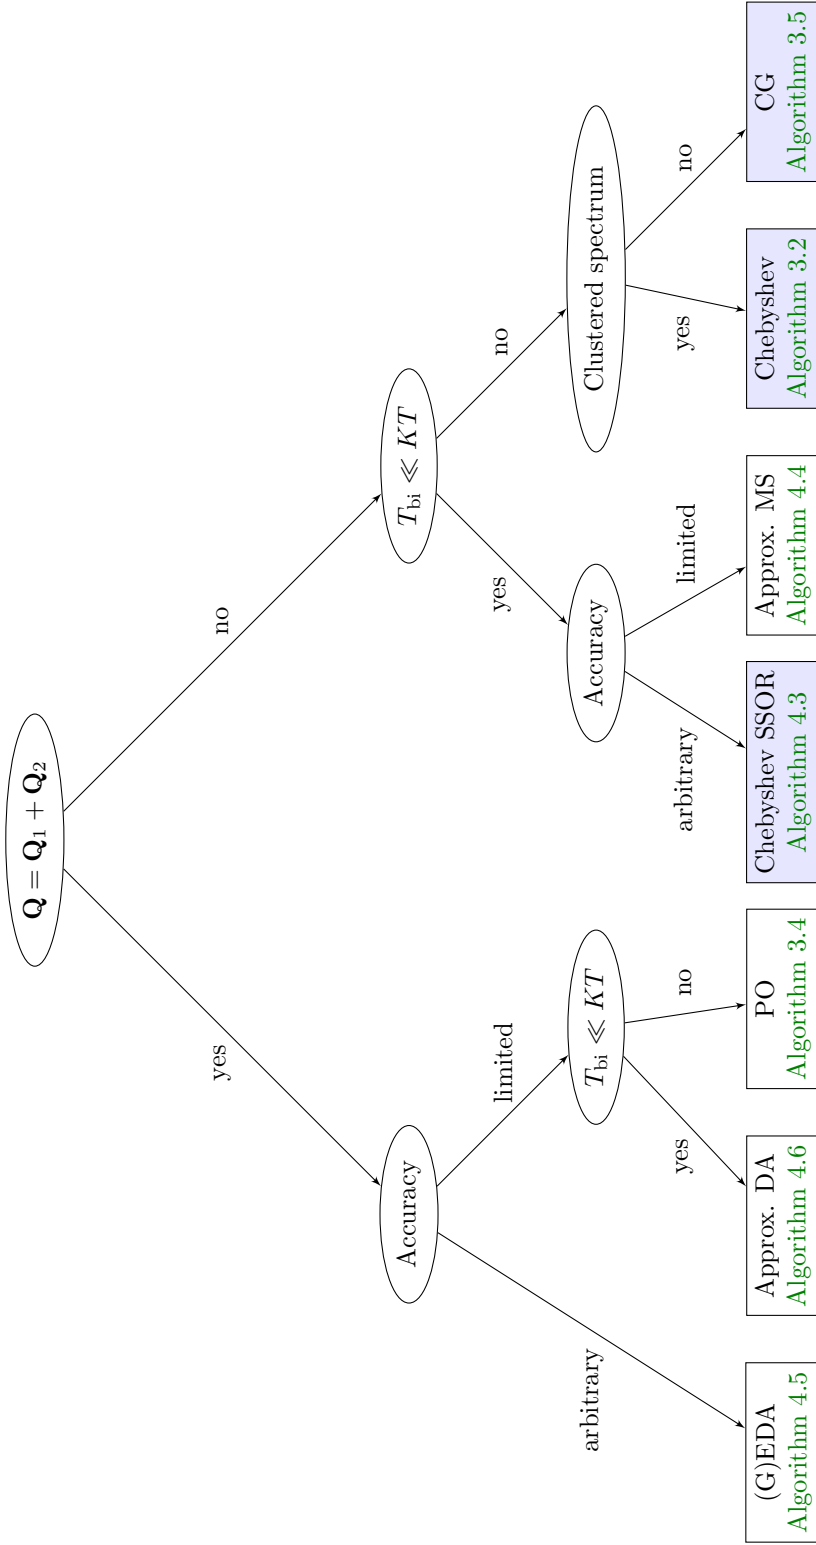 Q = Q₁ + Q₂
yes
no
Accuracy
T_bi ≪ KT
arbitrary
limited
yes
no
T_bi ≪ KT
Accuracy
Clustered spectrum
yes
no
arbitrary
limited
yes
no
(G)EDA
Algorithm 4.5
Approx. DA
Algorithm 4.6
PO
Algorithm 3.4
Chebyshev SSOR
Algorithm 4.3
Approx. MS
Algorithm 4.4
Chebyshev
Algorithm 3.2
CG
Algorithm 3.5